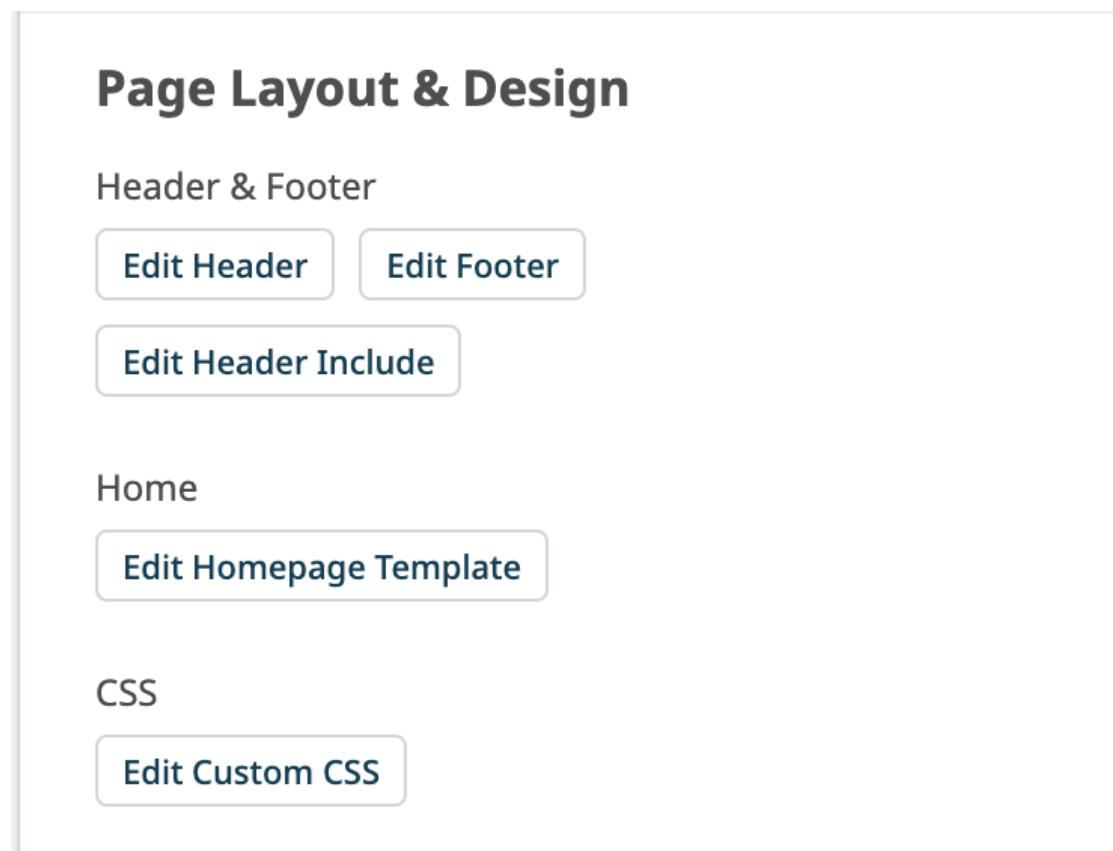 Page Layout & Design
Header & Footer
Edit Header Edit Footer
Edit Header Include
Home
Edit Homepage Template
CSS
Edit Custom CSS